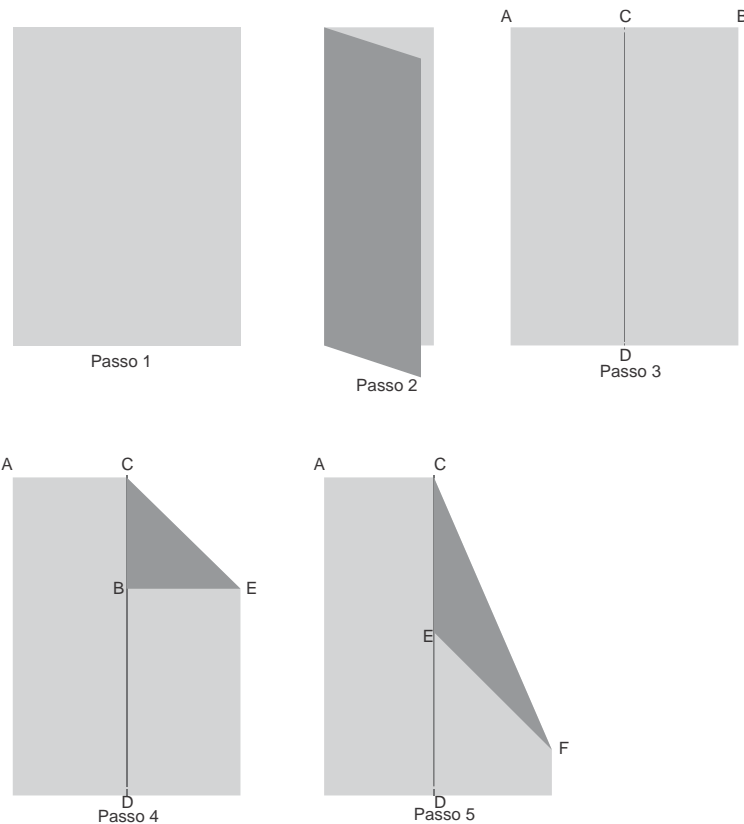 A C B
Passo 1
Passo 2
D
Passo 3
A C
B E
D
Passo 4
A C
E
F
D
Passo 5